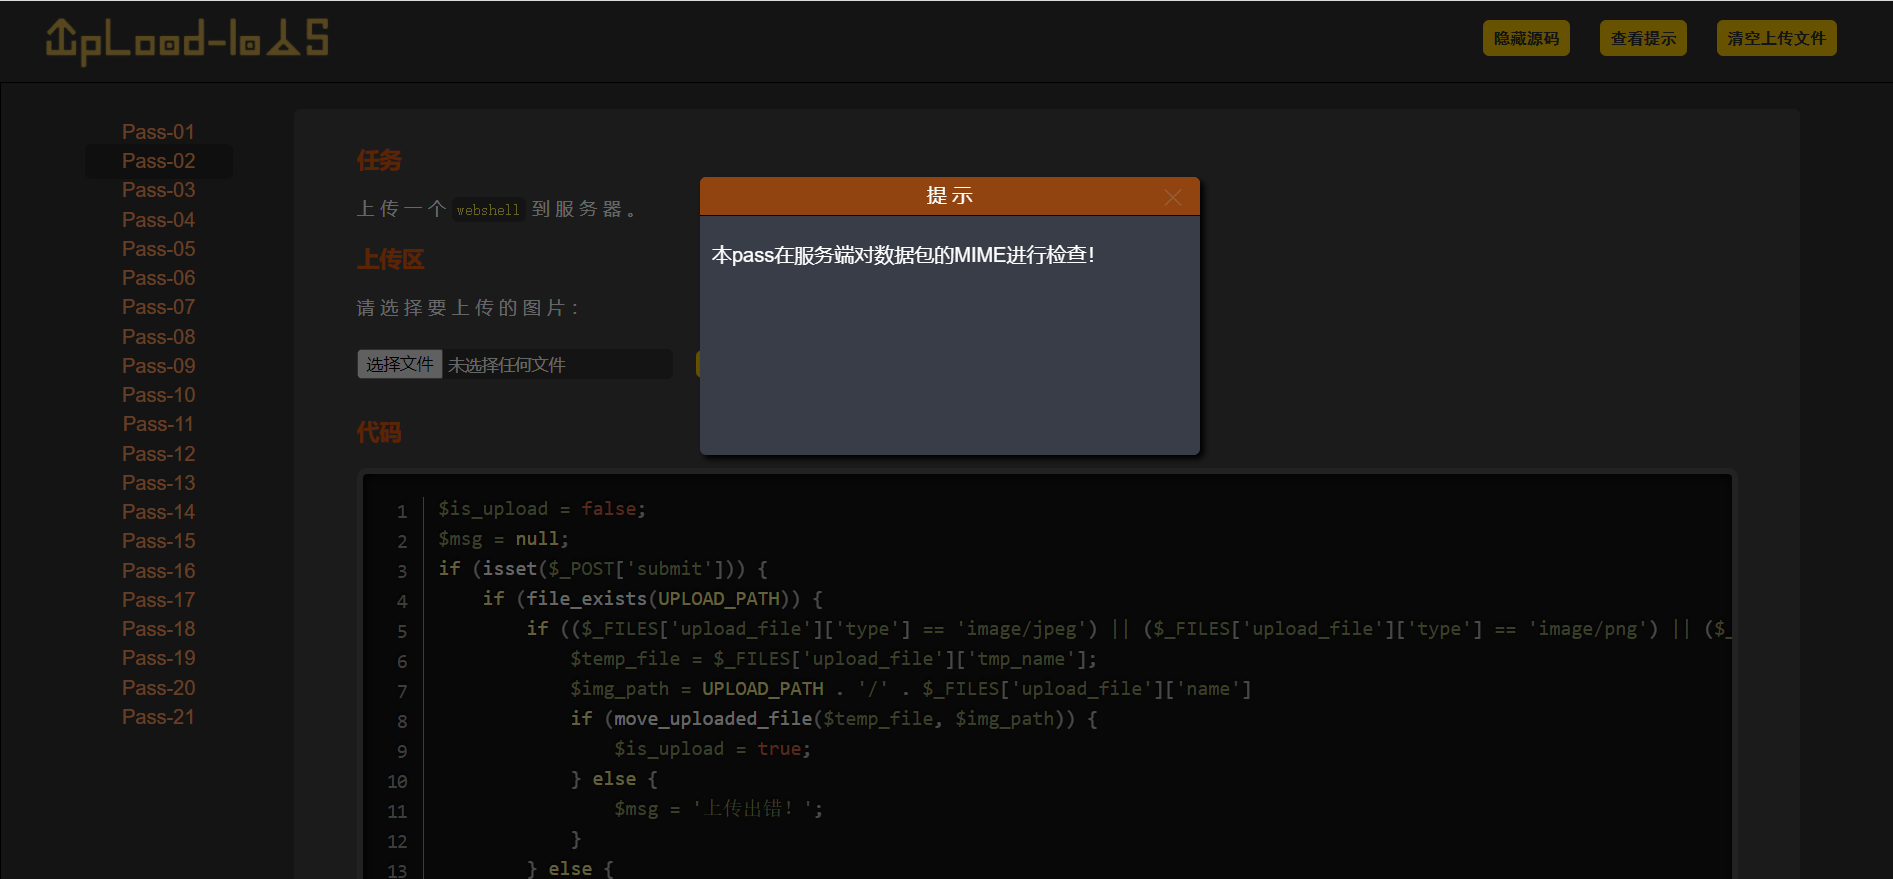 UpLoad-labs
隐藏源码
查看提示
清空上传文件
Pass-01
Pass-02
Pass-03
Pass-04
Pass-05
Pass-06
Pass-07
Pass-08
Pass-09
Pass-10
Pass-11
Pass-12
Pass-13
Pass-14
Pass-15
Pass-16
Pass-17
Pass-18
Pass-19
Pass-20
Pass-21
任务
上传一个 webshell 到服务器。
上传区
请选择要上传的图片：
选择文件 未选择任何文件
提示
本pass在服务端对数据包的MIME进行检查！
代码
1 $is_upload = false;
2 $msg = null;
3 if (isset($_POST['submit'])) {
4 if (file_exists(UPLOAD_PATH)) {
5 if (($_FILES['upload_file']['type'] == 'image/jpeg') || ($_FILES['upload_file']['type'] == 'image/png') || ($_
6 $temp_file = $_FILES['upload_file']['tmp_name'];
7 $img_path = UPLOAD_PATH . '/' . $_FILES['upload_file']['name']
8 if (move_uploaded_file($temp_file, $img_path)) {
9 $is_upload = true;
10 } else {
11 $msg = '上传出错！';
12 }
13 } else {